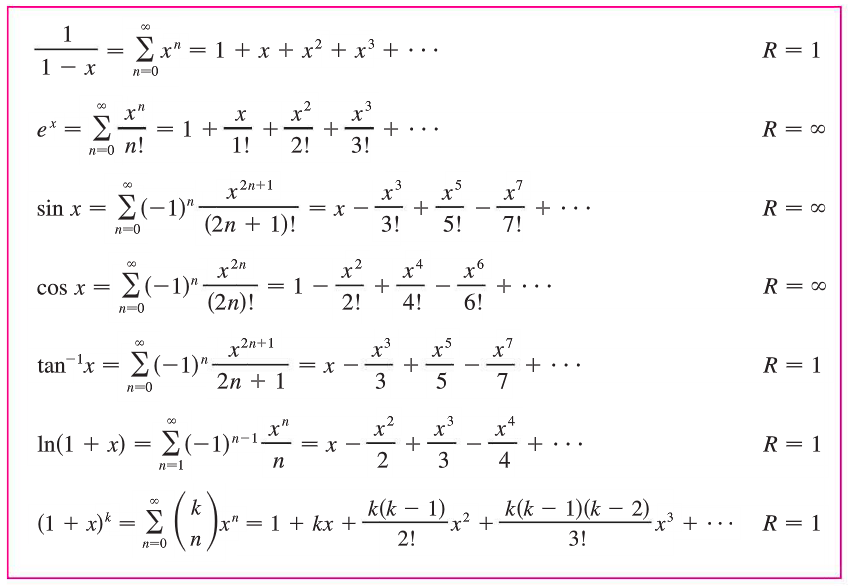 \frac{1}{1 - x} = \sum_{n=0}^{\infty} x^n = 1 + x + x^2 + x^3 + \cdots R = 1
e^x = \sum_{n=0}^{\infty} \frac{x^n}{n!} = 1 + \frac{x}{1!} + \frac{x^2}{2!} + \frac{x^3}{3!} + \cdots R = \infty
\sin x = \sum_{n=0}^{\infty} (-1)^n \frac{x^{2n+1}}{(2n + 1)!} = x - \frac{x^3}{3!} + \frac{x^5}{5!} - \frac{x^7}{7!} + \cdots R = \infty
\cos x = \sum_{n=0}^{\infty} (-1)^n \frac{x^{2n}}{(2n)!} = 1 - \frac{x^2}{2!} + \frac{x^4}{4!} - \frac{x^6}{6!} + \cdots R = \infty
\tan^{-1} x = \sum_{n=0}^{\infty} (-1)^n \frac{x^{2n+1}}{2n + 1} = x - \frac{x^3}{3} + \frac{x^5}{5} - \frac{x^7}{7} + \cdots R = 1
\ln(1 + x) = \sum_{n=1}^{\infty} (-1)^{n-1} \frac{x^n}{n} = x - \frac{x^2}{2} + \frac{x^3}{3} - \frac{x^4}{4} + \cdots R = 1
(1 + x)^k = \sum_{n=0}^{\infty} \binom{k}{n} x^n = 1 + kx + \frac{k(k - 1)}{2!} x^2 + \frac{k(k - 1)(k - 2)}{3!} x^3 + \cdots R = 1